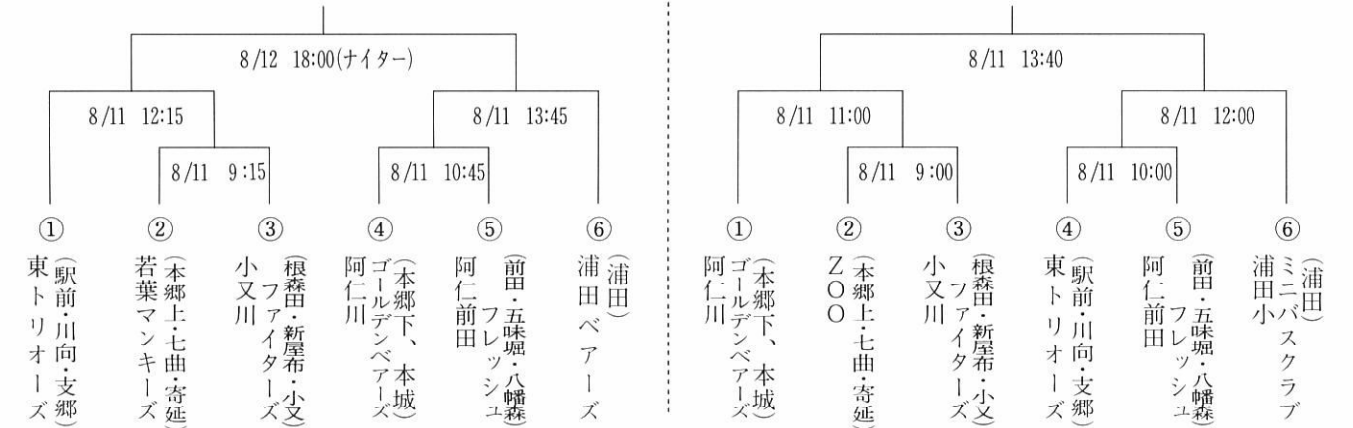 8/12 18:00(ナイター)
8/11 12:15
8/11 13:45
8/11 9:15
8/11 10:45
①
東トリオーズ
(駅前・川向・支郷)
②
若葉マンキーズ
(本郷上・七曲・寄延)
③
小又川
ファイターズ
(根森田・新屋布・小又)
④
阿仁川
ゴールデンベアーズ
(本郷下、本城)
⑤
阿仁前田
フレッシュ
(前田・五味堀・八幡森)
⑥
浦田ベアーズ
(浦田)
8/11 13:40
8/11 11:00
8/11 12:00
8/11 9:00
8/11 10:00
①
阿仁川
ゴールデンベアーズ
(本郷下、本城)
②
ZOO
(本郷上・七曲・寄延)
③
小又川
ファイターズ
(根森田・新屋布・小又)
④
東トリオーズ
(駅前・川向・支郷)
⑤
阿仁前田
フレッシュ
(前田・五味堀・八幡森)
⑥
浦田小
ミニバスクラブ
(浦田)